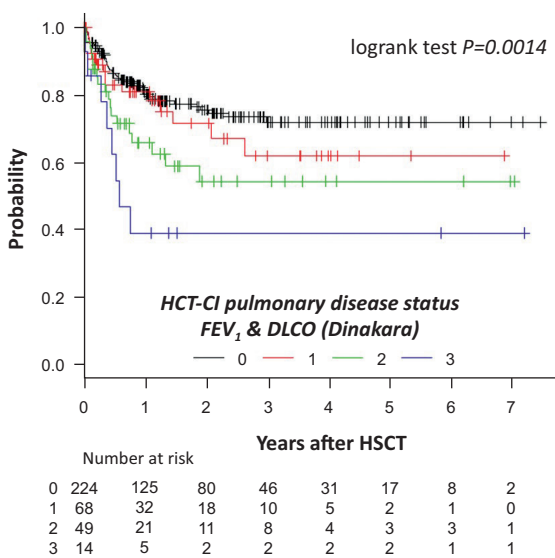 logrank test P=0.0014
1.0
0.8
0.6
0.4
0.2
0.0
Probability
HCT-CI pulmonary disease status
FEV₁ & DLCO (Dinakara)
0 1 2 3
0 1 2 3 4 5 6 7
Years after HSCT
Number at risk
0 224 125 80 46 31 17 8 2
1 68 32 18 10 5 2 1 0
2 49 21 11 8 4 3 3 1
3 14 5 2 2 2 2 1 1